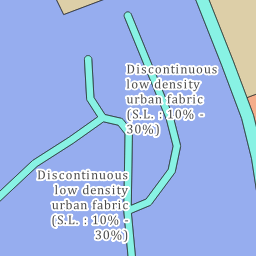 Discontinuous
low density
urban fabric
(S.L. : 10% -
30%)
Discontinuous
low density
urban fabric
(S.L. : 10% -
30%)